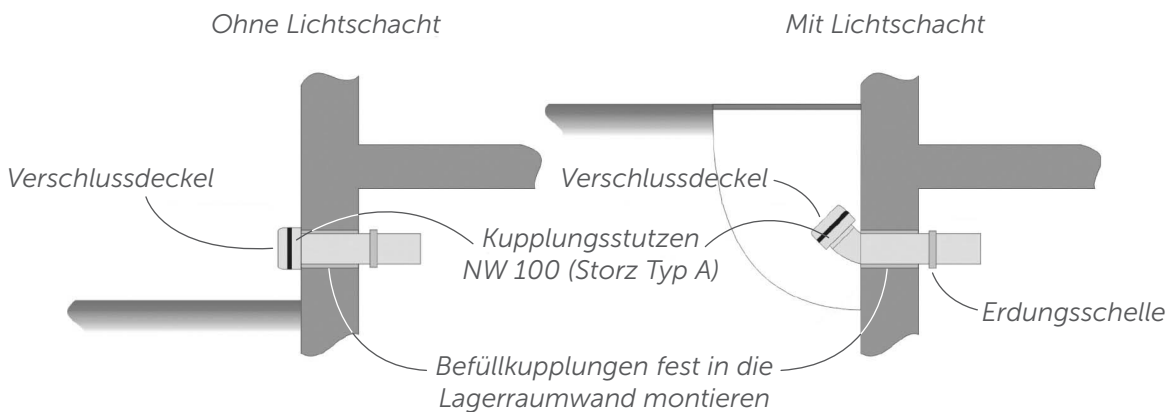 Ohne Lichtschacht
Mit Lichtschacht
Verschlussdeckel
Verschlussdeckel
Kupplungsstutzen
NW 100 (Storz Typ A)
Erdungsschelle
Befüllkupplungen fest in die
Lagerraumwand montieren